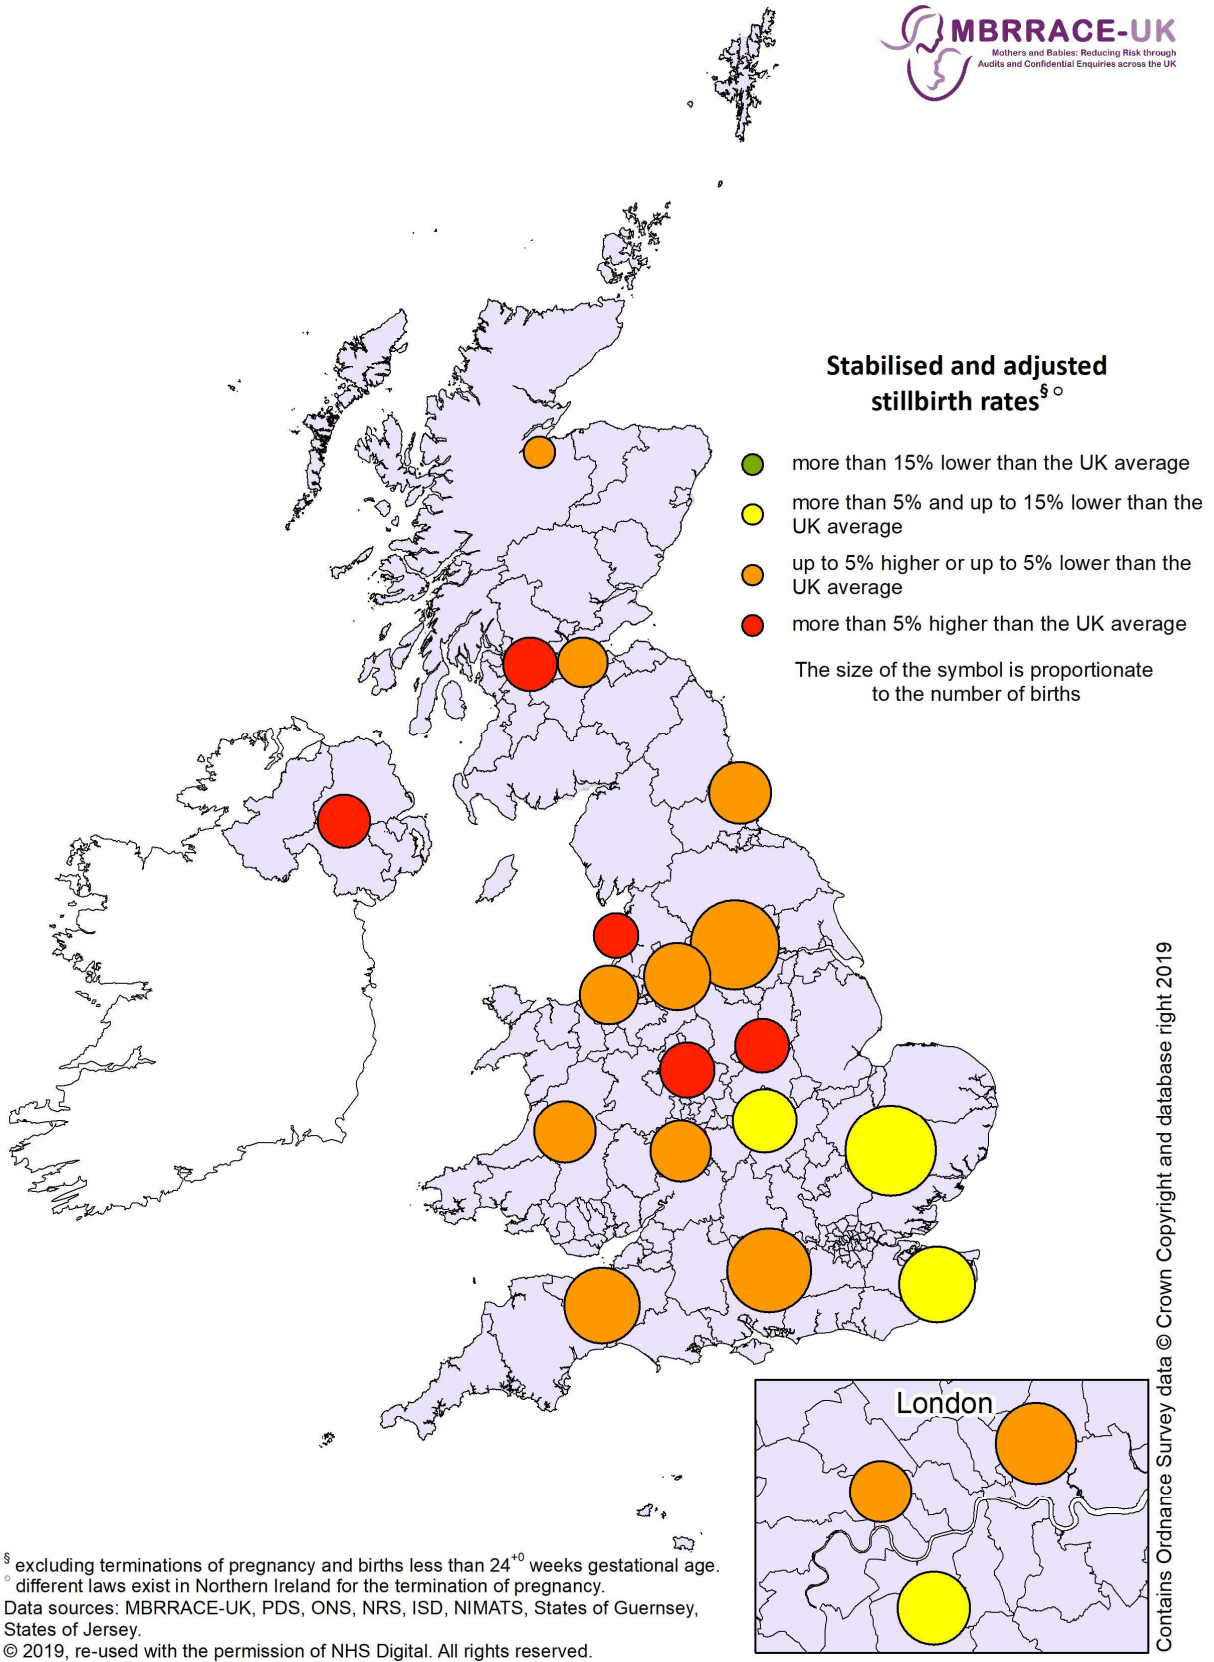 MBRRACE-UK
Mothers and Babies: Reducing Risk through
Audits and Confidential Enquiries across the UK
Stabilised and adjusted
stillbirth rates§ °
more than 15% lower than the UK average
more than 5% and up to 15% lower than the
UK average
up to 5% higher or up to 5% lower than the
UK average
more than 5% higher than the UK average
The size of the symbol is proportionate
to the number of births
London
Contains Ordnance Survey data © Crown Copyright and database right 2019
§ excluding terminations of pregnancy and births less than 24+0 weeks gestational age.
° different laws exist in Northern Ireland for the termination of pregnancy.
Data sources: MBRRACE-UK, PDS, ONS, NRS, ISD, NIMATS, States of Guernsey,
States of Jersey.
© 2019, re-used with the permission of NHS Digital. All rights reserved.